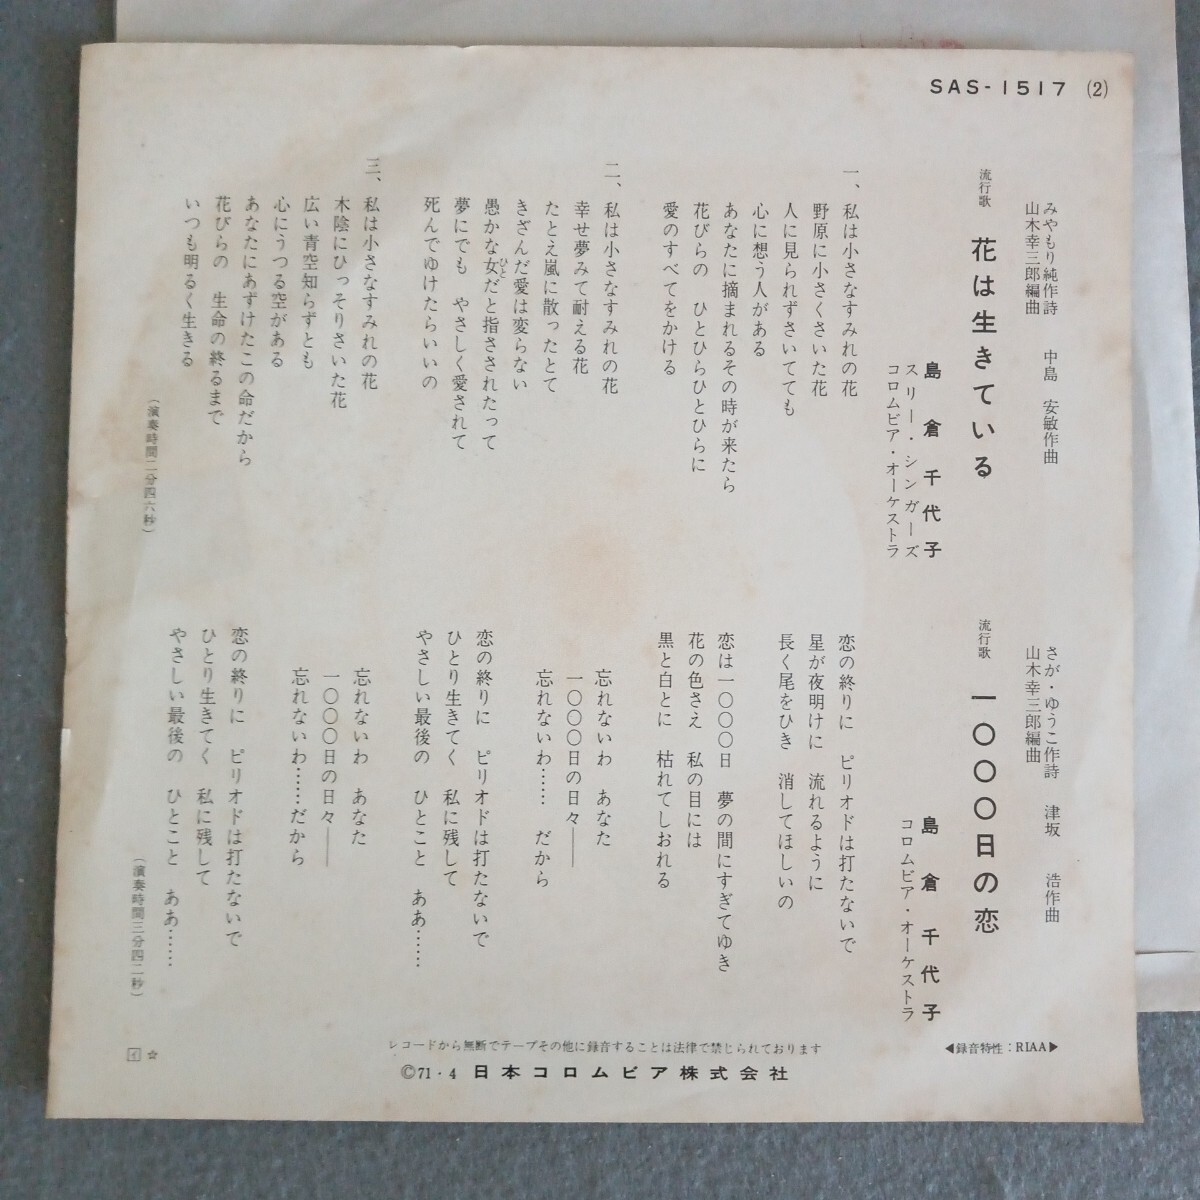 SAS-1517 (2)
みやもり純作詩　中島　安敏作曲
山木幸三郎編曲
流行歌　花は生きている
島倉千代子
スリー・シンガーズ
コロムビア・オーケストラ
一、私は小さなすみれの花
野原に小さくさいた花
人に見られずさいてても
心に想う人がある
あなたに摘まれるその時が来たら
花びらの　ひとひらひとひらに
愛のすべてをかける
二、私は小さなすみれの花
幸せ夢みて耐える花
たとえ嵐に散ったとて
きざんだ愛は変らない
愚かな女だと指さされたって
ひと
夢にでも　やさしく愛されて
死んでゆけたらいいの
三、私は小さなすみれの花
木陰にひっそりさいた花
広い青空知らずとも
心にうつる空がある
あなたにあずけたこの命だから
花びらの　生命の終るまで
いつも明るく生きる
（演奏時間二分四六秒）
さが・ゆうこ作詩　津坂　浩作曲
山木幸三郎編曲
流行歌　一〇〇〇日の恋
島倉千代子
コロムビア・オーケストラ
恋の終りに　ピリオドは打たないで
星が夜明けに　流れるように
長く尾をひき　消してほしいの
恋は一〇〇〇日　夢の間にすぎてゆき
花の色さえ　私の目には
黒と白とに　枯れてしおれる
忘れないわ　あなた
一〇〇〇日の日々――
忘れないわ……　だから
恋の終りに　ピリオドは打たないで
ひとり生きてく　私に残して
やさしい最後の　ひとこと　ああ……
忘れないわ　あなた
一〇〇〇日の日々――
忘れないわ……だから
恋の終りに　ピリオドは打たないで
ひとり生きてく　私に残して
やさしい最後の　ひとこと　ああ……
（演奏時間三分四二秒）
◀録音特性：RIAA▶
レコードから無断でテープその他に録音することは法律で禁じられております
Ⓒ71・4 日本コロムビア株式会社
イ ☆